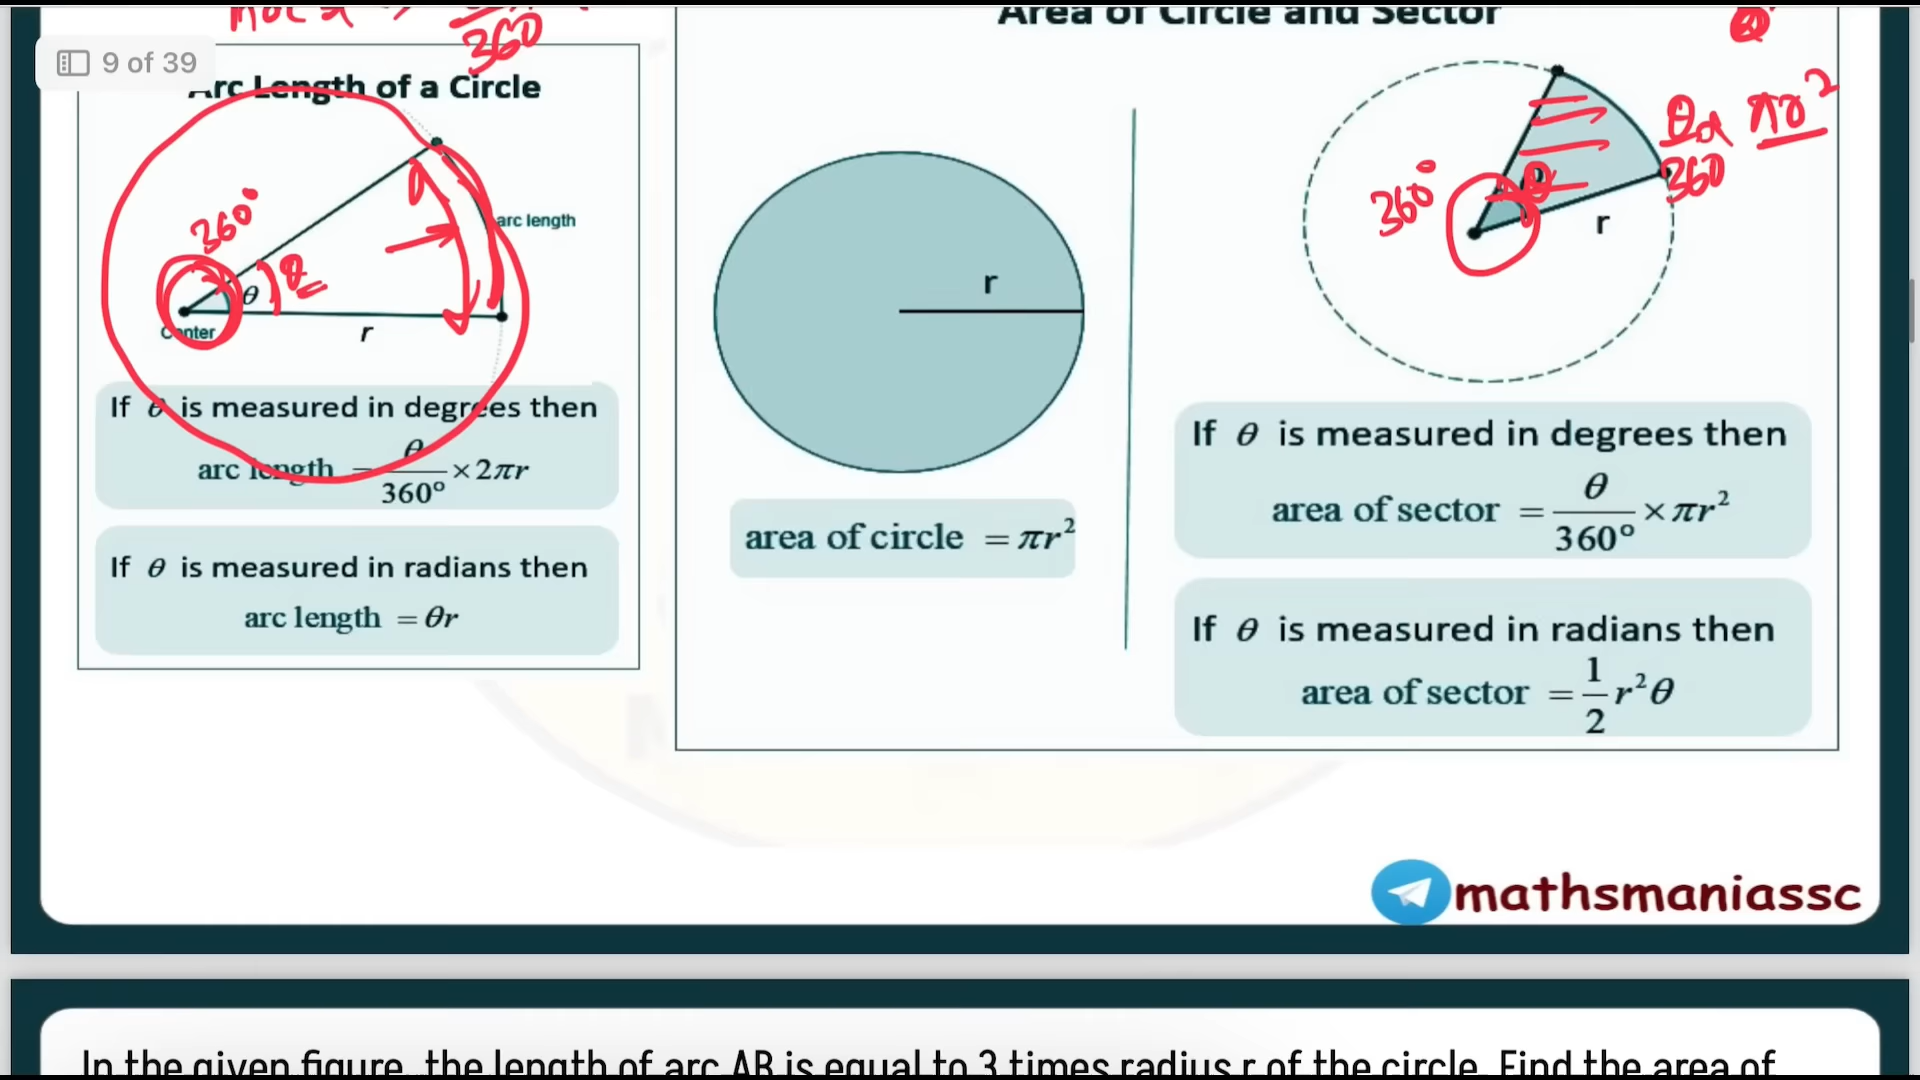 360
9 of 39
Arc Length of a Circle
360°
θ
θ
arc length
Center
r
If θ is measured in degrees then
arc length = θ/360° × 2πr
If θ is measured in radians then
arc length = θr
Area of Circle and Sector
r
area of circle = πr²
360°
θ
r
θ/360 × πr²
If θ is measured in degrees then
area of sector = θ/360° × πr²
If θ is measured in radians then
area of sector = 1/2 r²θ
mathsmaniassc
In the given figure, the length of arc AB is equal to 3 times radius r of the circle. Find the area of